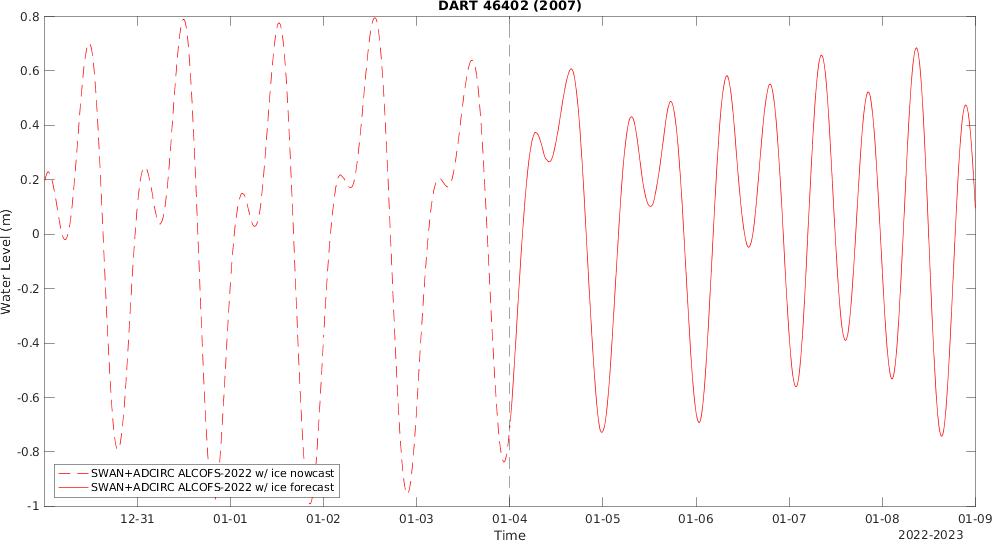 DART 46402 (2007)
0.8
0.6
0.4
0.2
0
-0.2
-0.4
-0.6
-0.8
-1
Water Level (m)
SWAN+ADCIRC ALCOFS-2022 w/ ice nowcast
SWAN+ADCIRC ALCOFS-2022 w/ ice forecast
12-31 01-01 01-02 01-03 01-04 01-05 01-06 01-07 01-08 01-09
Time
2022-2023